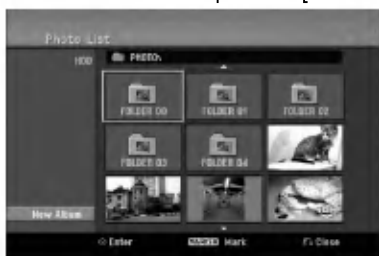 Photo List
HDD
PHOTO\
FOLDER 00
FOLDER 01
FOLDER 02
FOLDER 03
FOLDER 04
New Album
Enter
MARKER Mark
Close